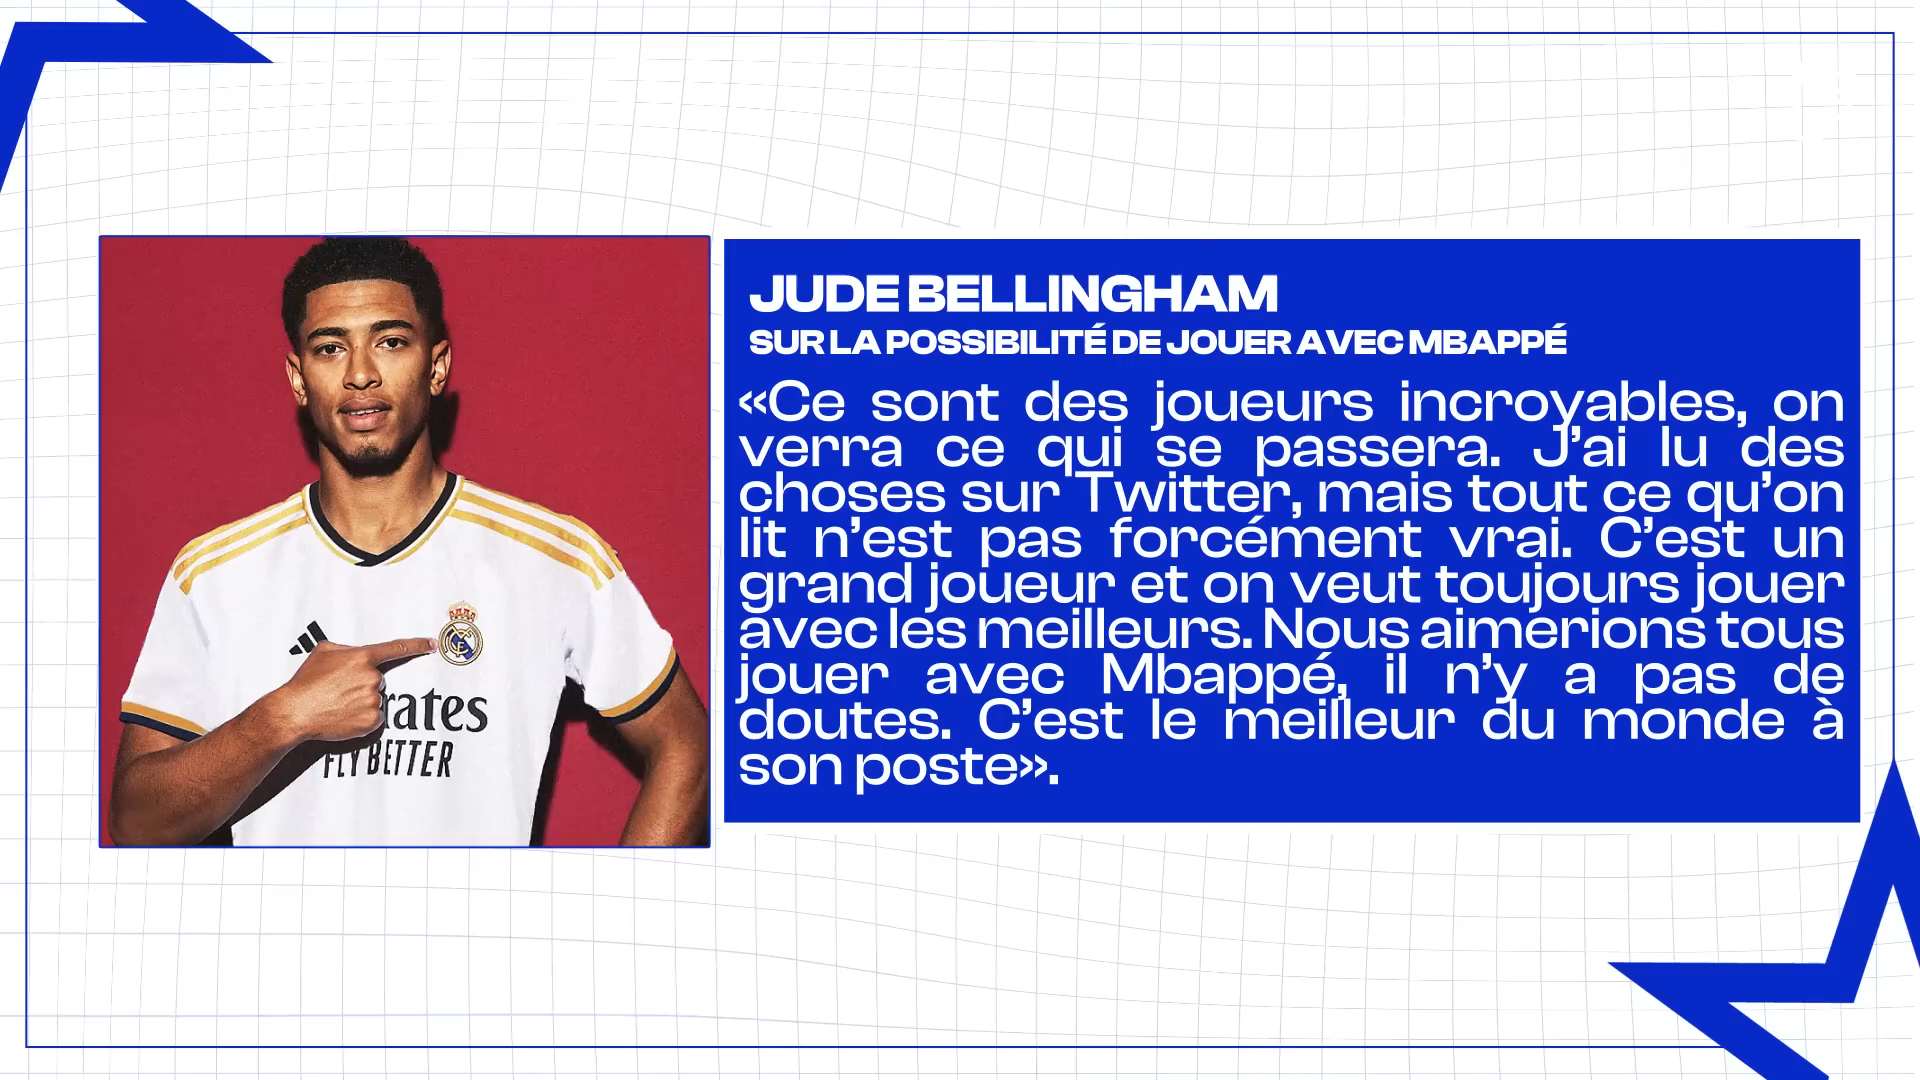 JUDE BELLINGHAM
SUR LA POSSIBILITÉ DE JOUER AVEC MBAPPÉ
«Ce sont des joueurs incroyables, on
verra ce qui se passera. J’ai lu des
choses sur Twitter, mais tout ce qu’on
lit n’est pas forcément vrai. C’est un
grand joueur et on veut toujours jouer
avec les meilleurs. Nous aimerions tous
jouer avec Mbappé, il n’y a pas de
doutes. C’est le meilleur du monde à
son poste».
rates
FLY BETTER